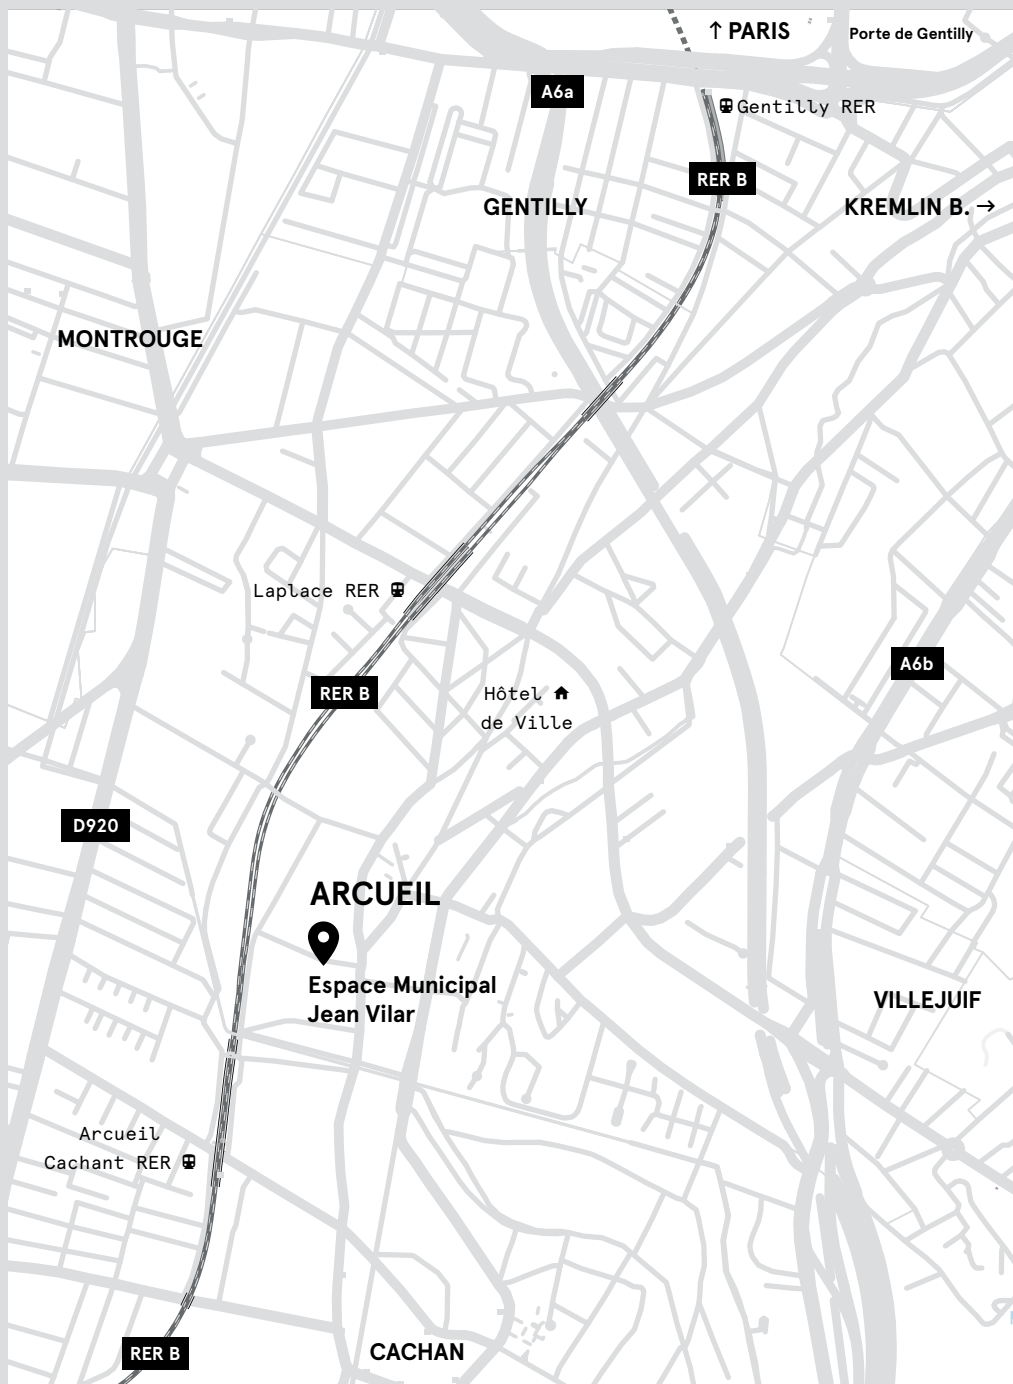 ↑ PARIS
Porte de Gentilly
A6a
Gentilly RER
RER B
GENTILLY
KREMLIN B. →
MONTROUGE
Laplace RER
A6b
RER B
Hôtel
de Ville
D920
ARCUEIL
Espace Municipal
Jean Vilar
VILLEJUIF
Arcueil
Cachant RER
RER B
CACHAN